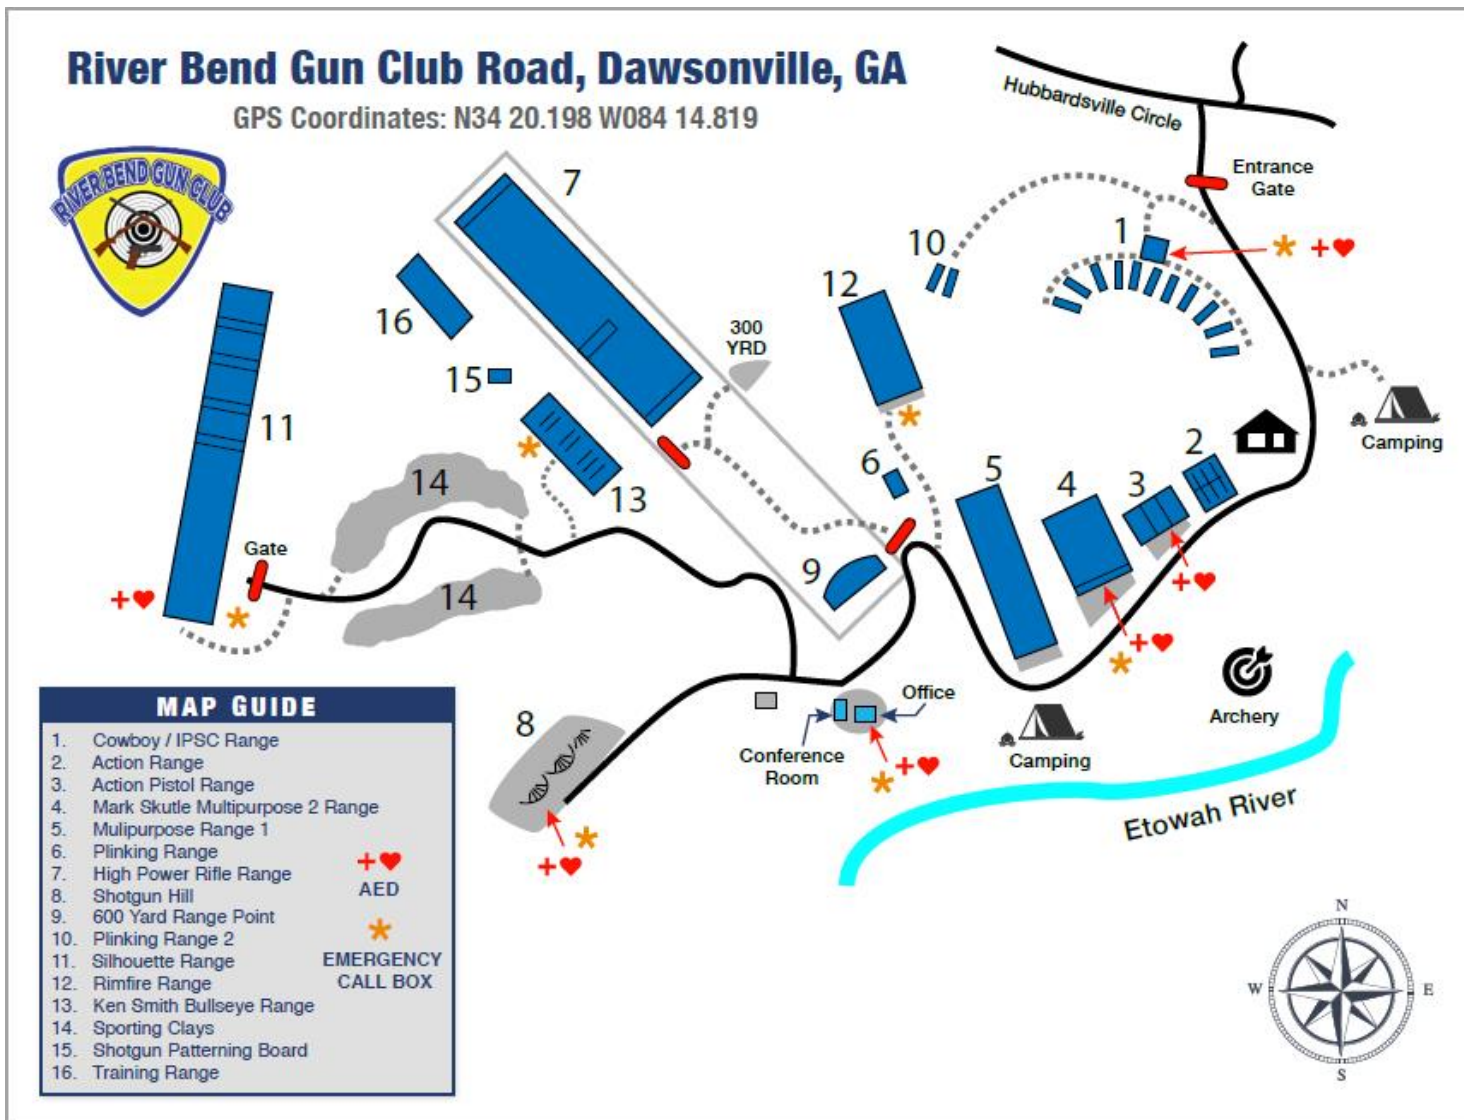 River Bend Gun Club Road, Dawsonville, GA
GPS Coordinates: N34 20.198 W084 14.819
RIVER BEND GUN CLUB
Hubbardsville Circle
Entrance
Gate
7
10
1
12
16
300
YRD
15
11
Camping
2
6
5
4
3
14
13
Gate
9
14
Office
Archery
8
Conference
Room
Camping
Etowah River
MAP GUIDE
1. Cowboy / IPSC Range
2. Action Range
3. Action Pistol Range
4. Mark Skutle Multipurpose 2 Range
5. Mulipurpose Range 1
6. Plinking Range
7. High Power Rifle Range
8. Shotgun Hill
9. 600 Yard Range Point
10. Plinking Range 2
11. Silhouette Range
12. Rimfire Range
13. Ken Smith Bullseye Range
14. Sporting Clays
15. Shotgun Patterning Board
16. Training Range
AED
EMERGENCY
CALL BOX
N
W
E
S